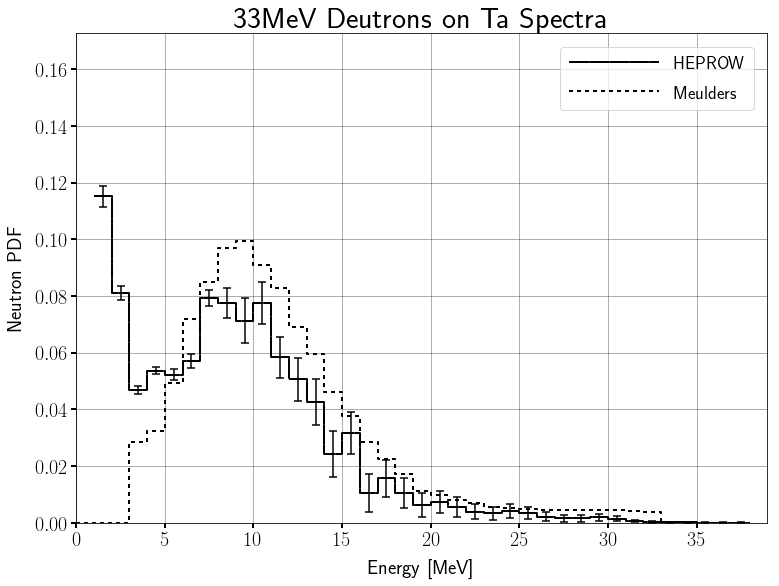 33MeV Deutrons on Ta Spectra
HEPROW
Meulders
Neutron PDF
0.16
0.14
0.12
0.10
0.08
0.06
0.04
0.02
0.00
0 5 10 15 20 25 30 35
Energy [MeV]